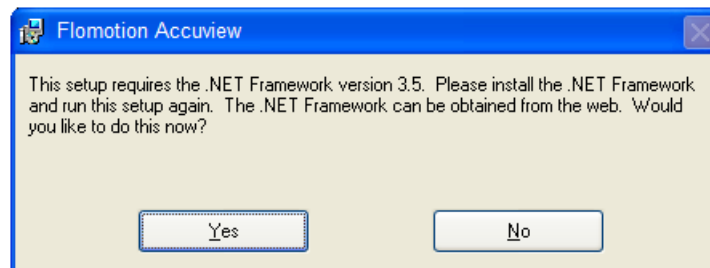 Flomotion Accuview
This setup requires the .NET Framework version 3.5.  Please install the .NET Framework
and run this setup again.  The .NET Framework can be obtained from the web.  Would
you like to do this now?
Yes
No